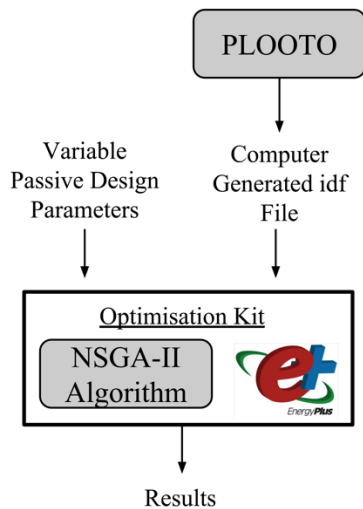 PLOOTO
Variable
Passive Design
Parameters
Computer
Generated idf
File
Optimisation Kit
NSGA-II
Algorithm
e+
EnergyPlus
Results